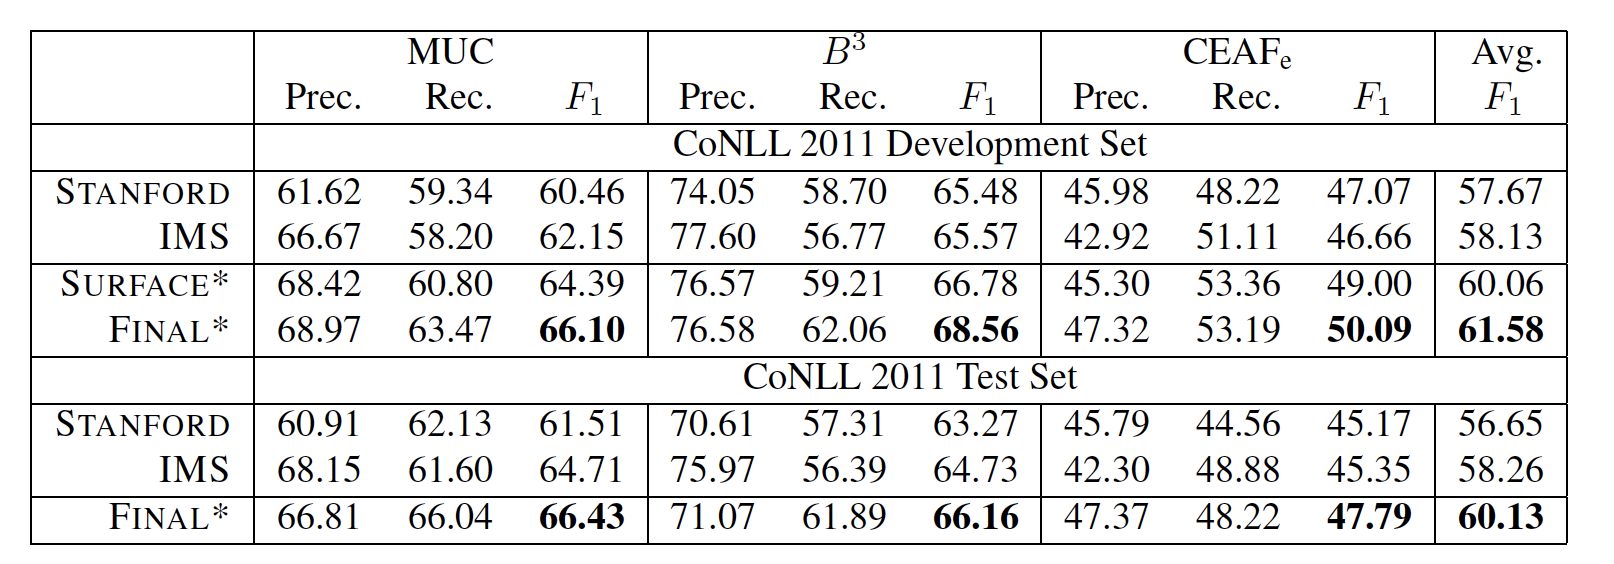 MUC B³ CEAFe Avg.
Prec. Rec. F1 Prec. Rec. F1 Prec. Rec. F1 F1
CoNLL 2011 Development Set
STANFORD 61.62 59.34 60.46 74.05 58.70 65.48 45.98 48.22 47.07 57.67
IMS 66.67 58.20 62.15 77.60 56.77 65.57 42.92 51.11 46.66 58.13
SURFACE* 68.42 60.80 64.39 76.57 59.21 66.78 45.30 53.36 49.00 60.06
FINAL* 68.97 63.47 66.10 76.58 62.06 68.56 47.32 53.19 50.09 61.58
CoNLL 2011 Test Set
STANFORD 60.91 62.13 61.51 70.61 57.31 63.27 45.79 44.56 45.17 56.65
IMS 68.15 61.60 64.71 75.97 56.39 64.73 42.30 48.88 45.35 58.26
FINAL* 66.81 66.04 66.43 71.07 61.89 66.16 47.37 48.22 47.79 60.13